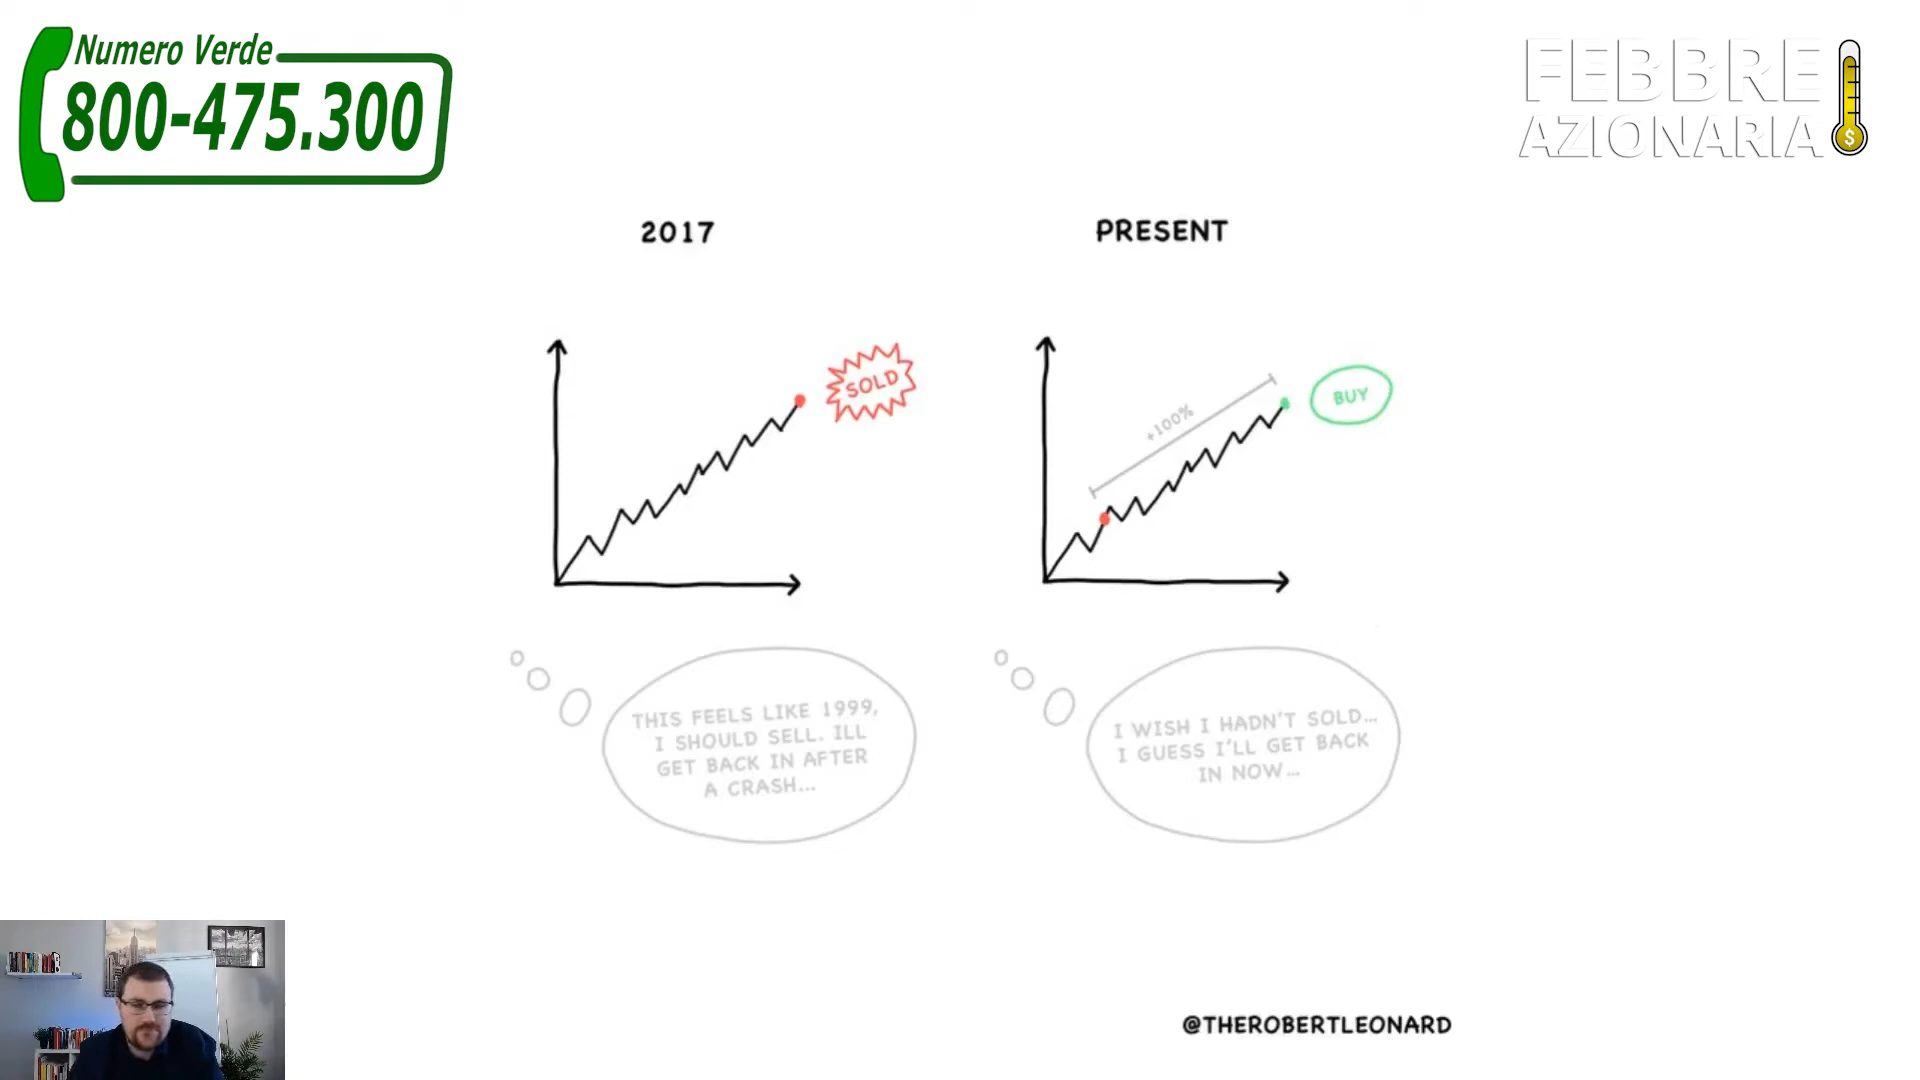 Numero Verde
800-475.300
FEBBRE
AZIONARIA
$
2017
PRESENT
SOLD
+100%
BUY
THIS FEELS LIKE 1999,
I SHOULD SELL. ILL
GET BACK IN AFTER
A CRASH...
I WISH I HADN'T SOLD...
I GUESS I'LL GET BACK
IN NOW...
@THEROBERTLEONARD